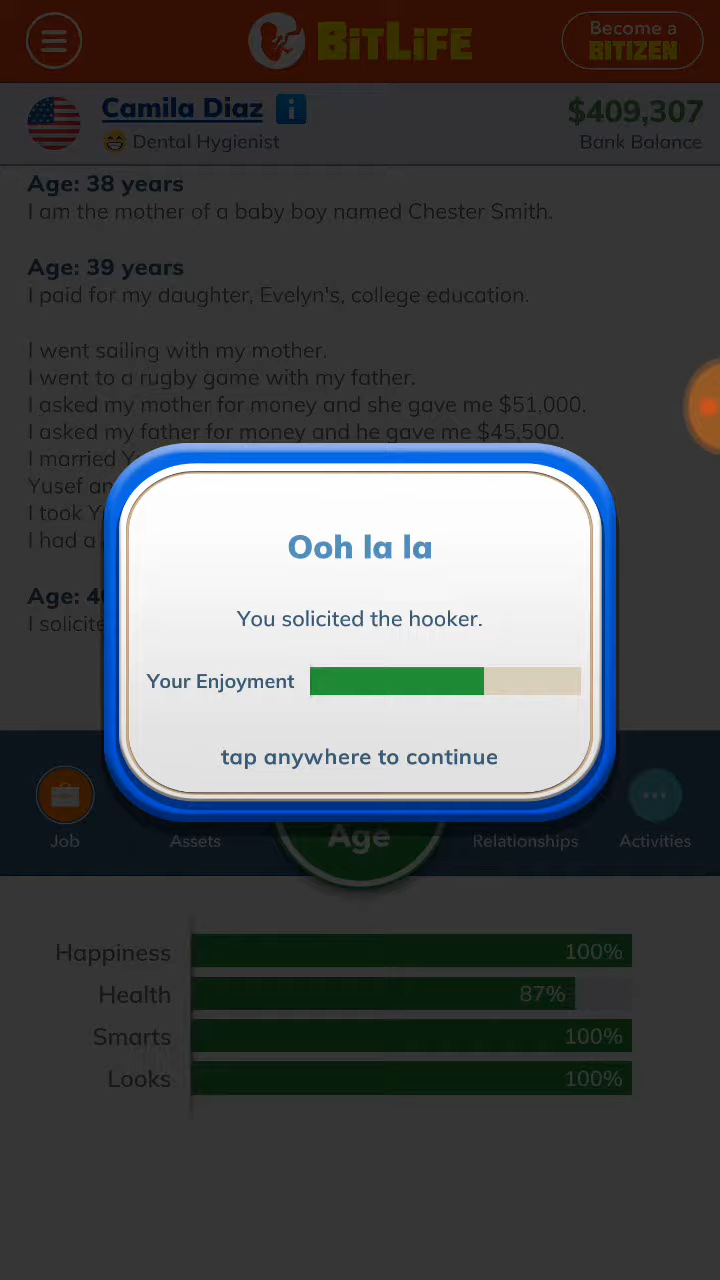 Become a
BITLIFE
BITIZEN
Camila Diaz i
$409,307
Dental Hygienist
Bank Balance
Age: 38 years
I am the mother of a baby boy named Chester Smith.
Age: 39 years
I paid for my daughter, Evelyn's, college education.
I went sailing with my mother.
I went to a rugby game with my father.
I asked my mother for money and she gave me $51,000.
I asked my father for money and he gave me $45,500.
I married Y
Yusef an
I took Y
I had a
Age: 4
I solicite
Ooh la la
You solicited the hooker.
Your Enjoyment
tap anywhere to continue
Job
Assets
Age
Relationships
Activities
Happiness 100%
Health 87%
Smarts 100%
Looks 100%